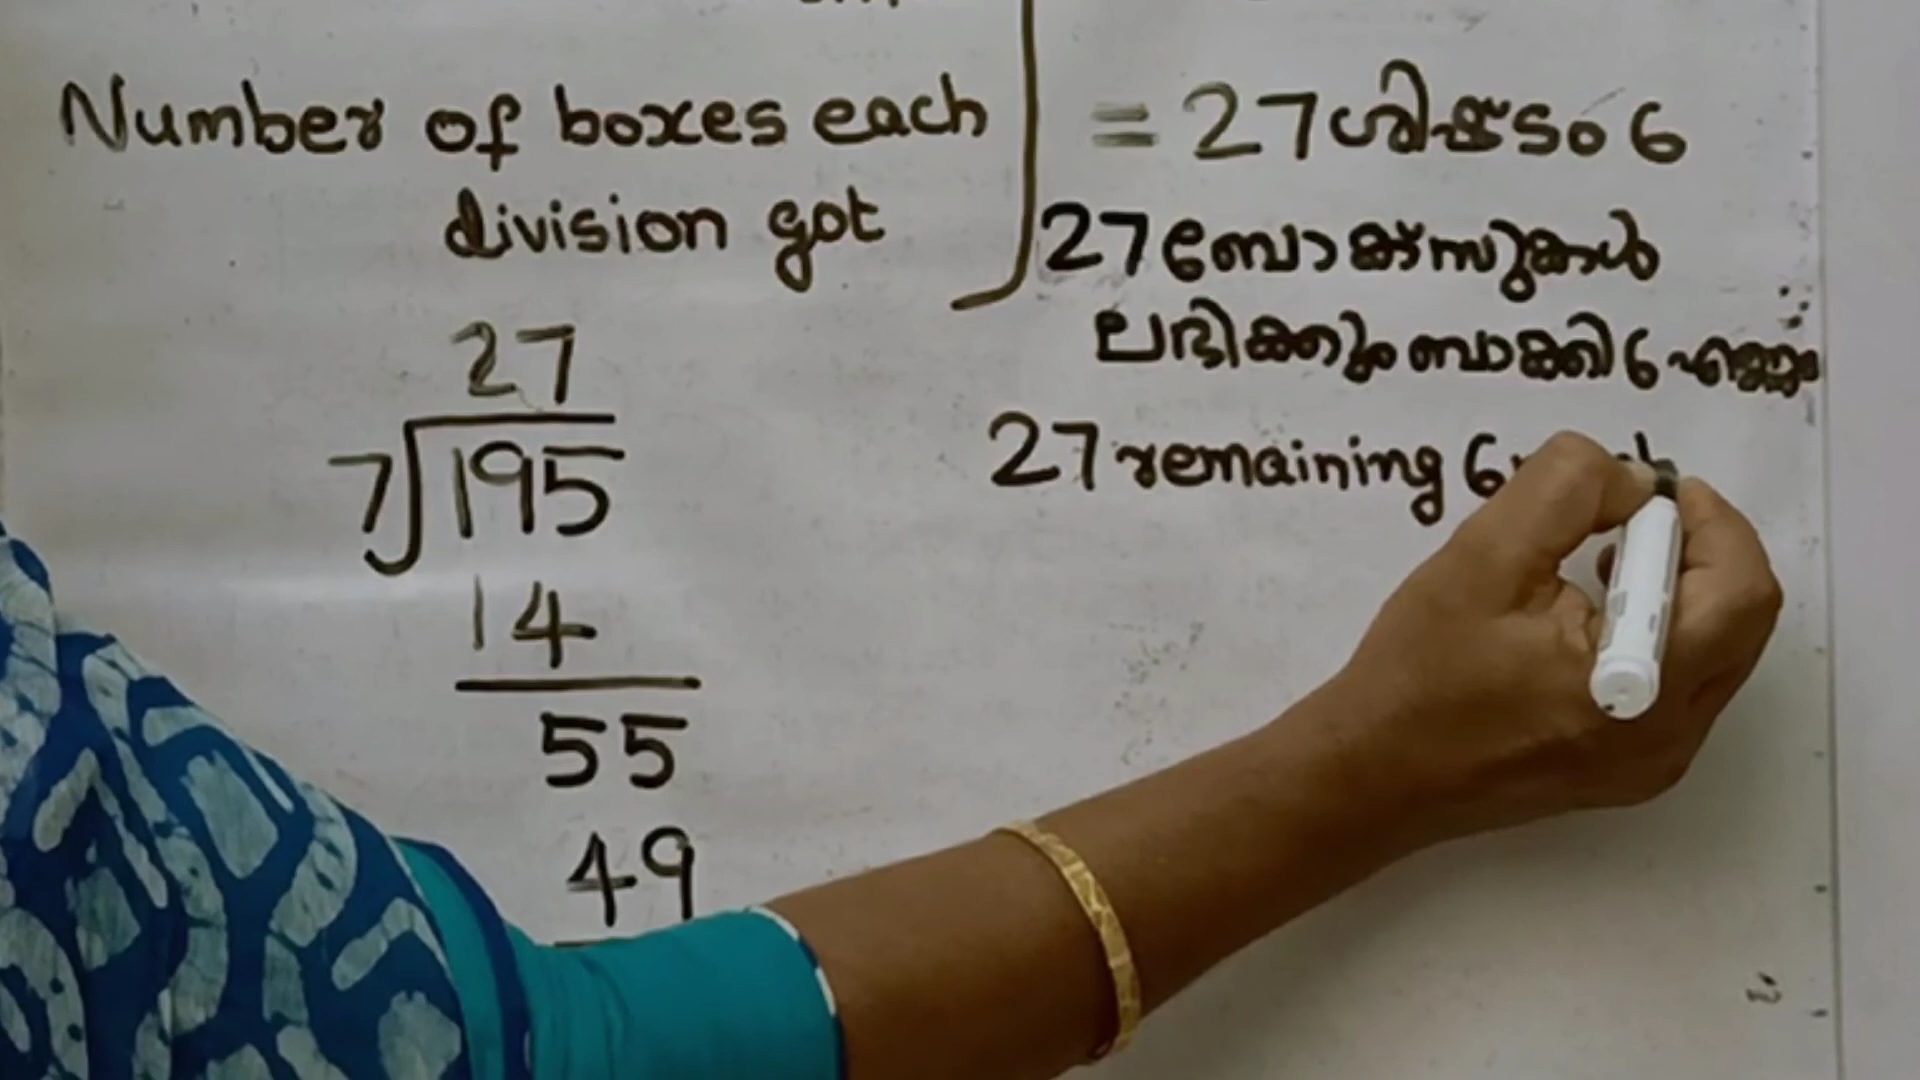 Number of boxes each
division got
= 27 ശിഷ്ടം 6
27 ബോക്സുകൾ
ലഭിക്കും ബാക്കി 6 എണ്ണം
27 remaining 6
27
7 195
14
55
49